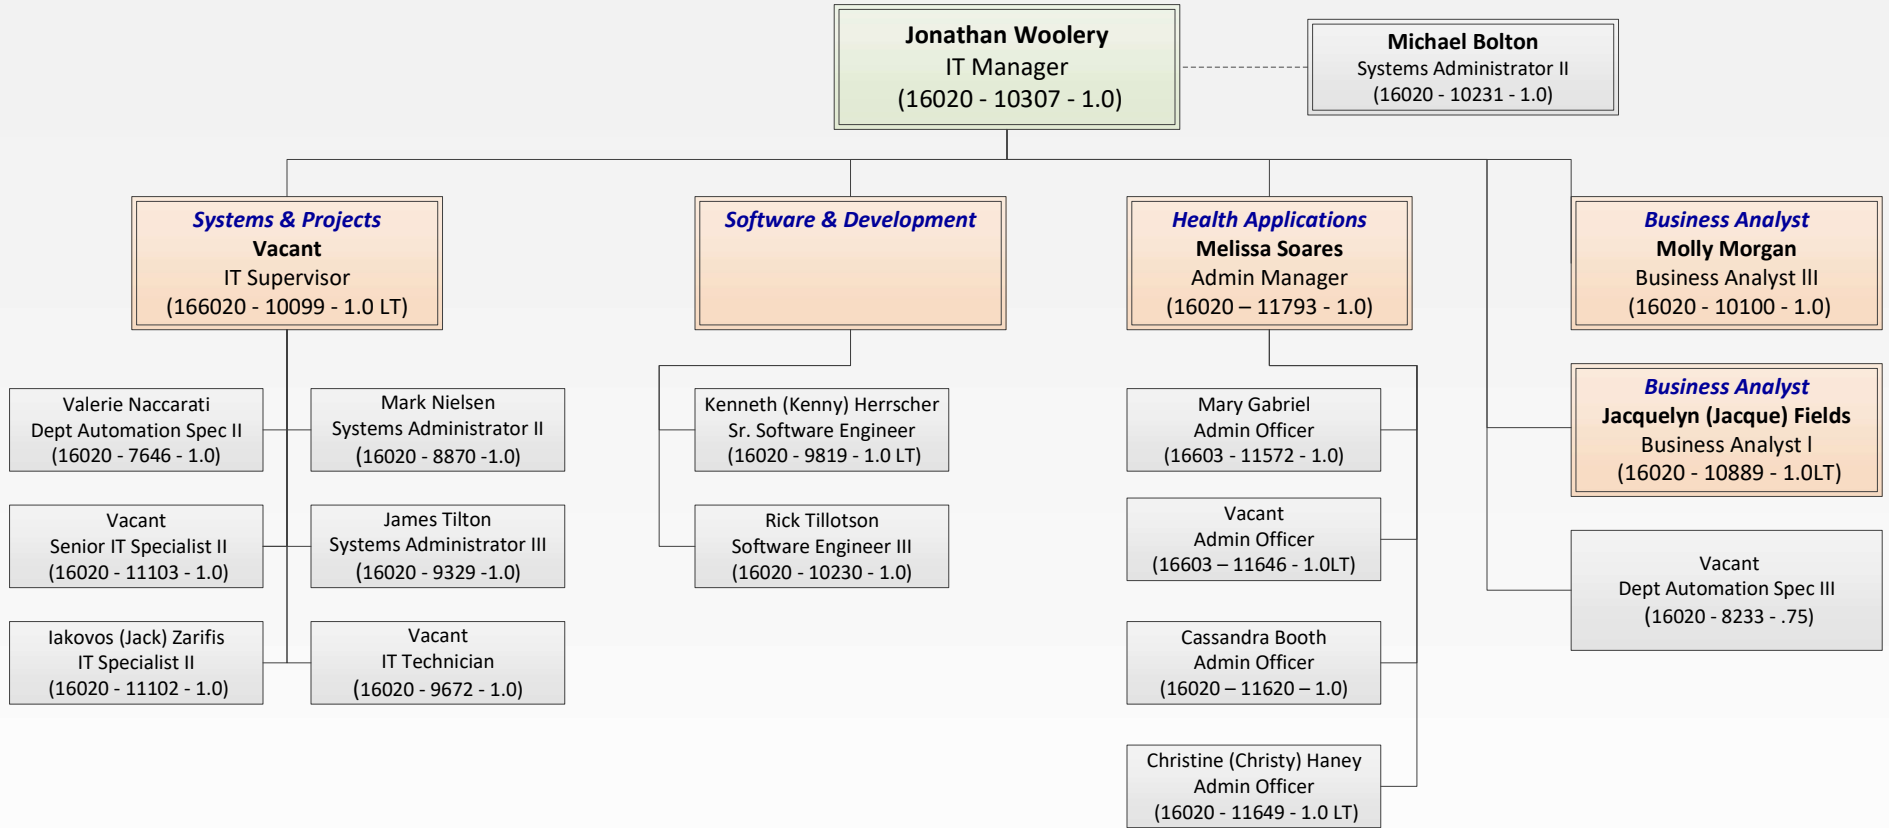 Jonathan Woolery
IT Manager
(16020 - 10307 - 1.0)
Michael Bolton
Systems Administrator II
(16020 - 10231 - 1.0)
Systems & Projects
Vacant
IT Supervisor
(166020 - 10099 - 1.0 LT)
Software & Development
Health Applications
Melissa Soares
Admin Manager
(16020 – 11793 - 1.0)
Business Analyst
Molly Morgan
Business Analyst lII
(16020 - 10100 - 1.0)
Valerie Naccarati
Dept Automation Spec II
(16020 - 7646 - 1.0)
Mark Nielsen
Systems Administrator II
(16020 - 8870 -1.0)
Vacant
Senior IT Specialist II
(16020 - 11103 - 1.0)
James Tilton
Systems Administrator III
(16020 - 9329 -1.0)
Iakovos (Jack) Zarifis
IT Specialist II
(16020 - 11102 - 1.0)
Vacant
IT Technician
(16020 - 9672 - 1.0)
Kenneth (Kenny) Herrscher
Sr. Software Engineer
(16020 - 9819 - 1.0 LT)
Rick Tillotson
Software Engineer III
(16020 - 10230 - 1.0)
Mary Gabriel
Admin Officer
(16603 - 11572 - 1.0)
Vacant
Admin Officer
(16603 – 11646 - 1.0LT)
Cassandra Booth
Admin Officer
(16020 – 11620 – 1.0)
Christine (Christy) Haney
Admin Officer
(16020 - 11649 - 1.0 LT)
Business Analyst
Jacquelyn (Jacque) Fields
Business Analyst l
(16020 - 10889 - 1.0LT)
Vacant
Dept Automation Spec III
(16020 - 8233 - .75)